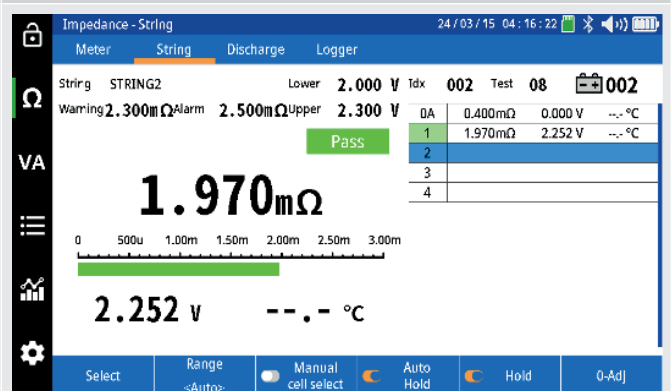 Impedance - String 24/03/15 04:16:22
Meter String Discharge Logger
String STRING2 Lower 2.000 V Idx 002 Test 08 002
Warning 2.300mΩ Alarm 2.500mΩ Upper 2.300 V
0A 0.400mΩ 0.000 V --.- °C
Pass 1 1.970mΩ 2.252 V --.- °C
2
3
4
Ω
VA
1.970mΩ
0 500u 1.00m 1.50m 2.00m 2.50m 3.00m
2.252 V --.- °C
Select Range <Auto> Manual cell select Auto Hold Hold 0-Adj